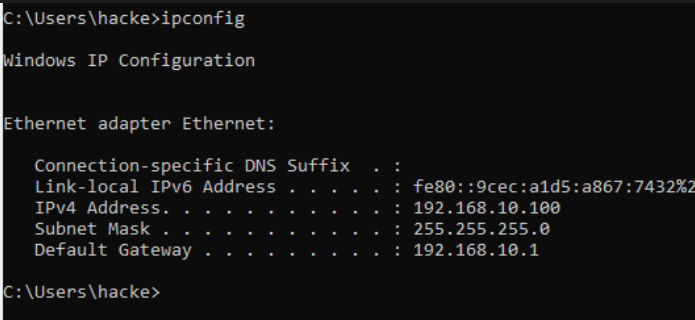 C:\Users\hacke>ipconfig
Windows IP Configuration
Ethernet adapter Ethernet:
Connection-specific DNS Suffix  . :
Link-local IPv6 Address . . . . . : fe80::9cec:a1d5:a867:7432%2
IPv4 Address. . . . . . . . . . . : 192.168.10.100
Subnet Mask . . . . . . . . . . . : 255.255.255.0
Default Gateway . . . . . . . . . : 192.168.10.1
C:\Users\hacke>